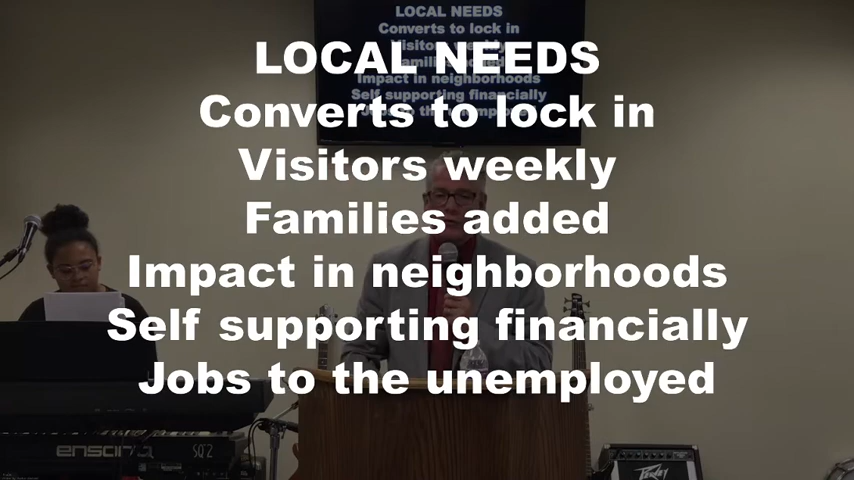 LOCAL NEEDS
Converts to lock in
Visitors weekly
Families added
Impact in neighborhoods
Self supporting financially
Jobs to the unemployed
LOCAL NEEDS
Converts to lock in
Impact in neighborhoods
Self supporting financially
ensoniq SQ2
PEAVEY